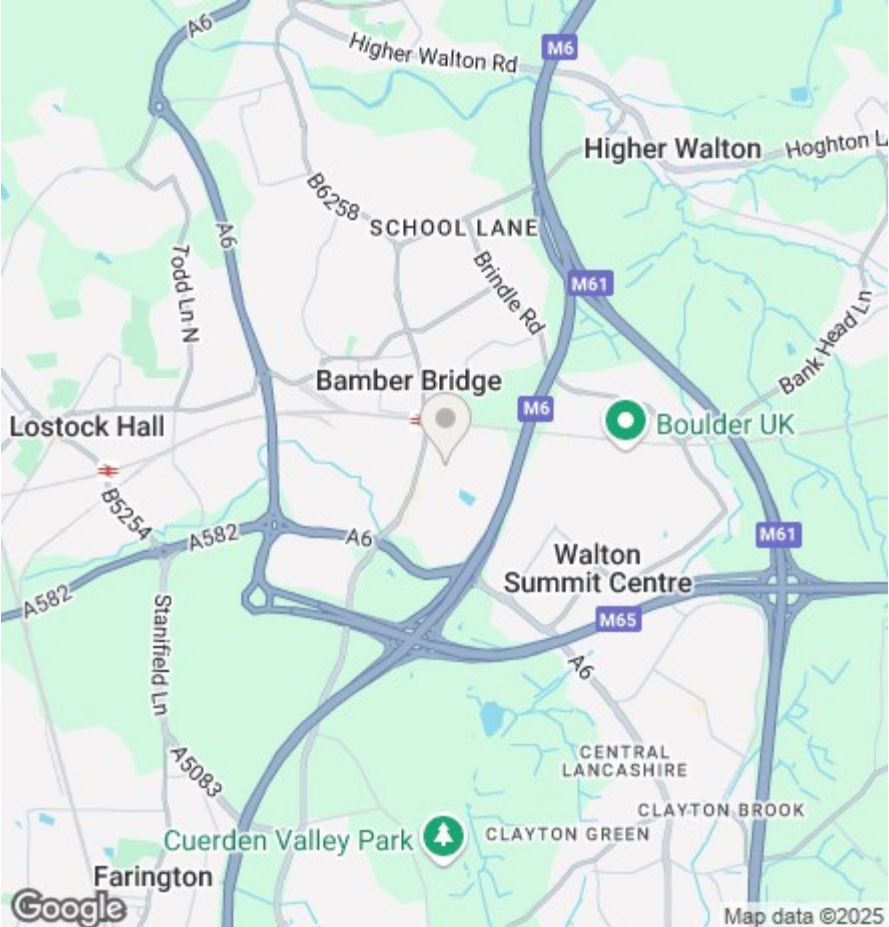 A6
M6
Higher Walton Rd
Higher Walton
Hoghton L
B6258
SCHOOL LANE
A6
Todd Ln N
Brindle Rd
M61
Bank Head Ln
Bamber Bridge
M6
Lostock Hall
Boulder UK
B5254
A582
A6
M61
Walton
Summit Centre
A582
Stanifield Ln
M65
A6
A5083
CENTRAL
LANCASHIRE
CLAYTON BROOK
Cuerden Valley Park
CLAYTON GREEN
Farington
Google
Map data ©2025